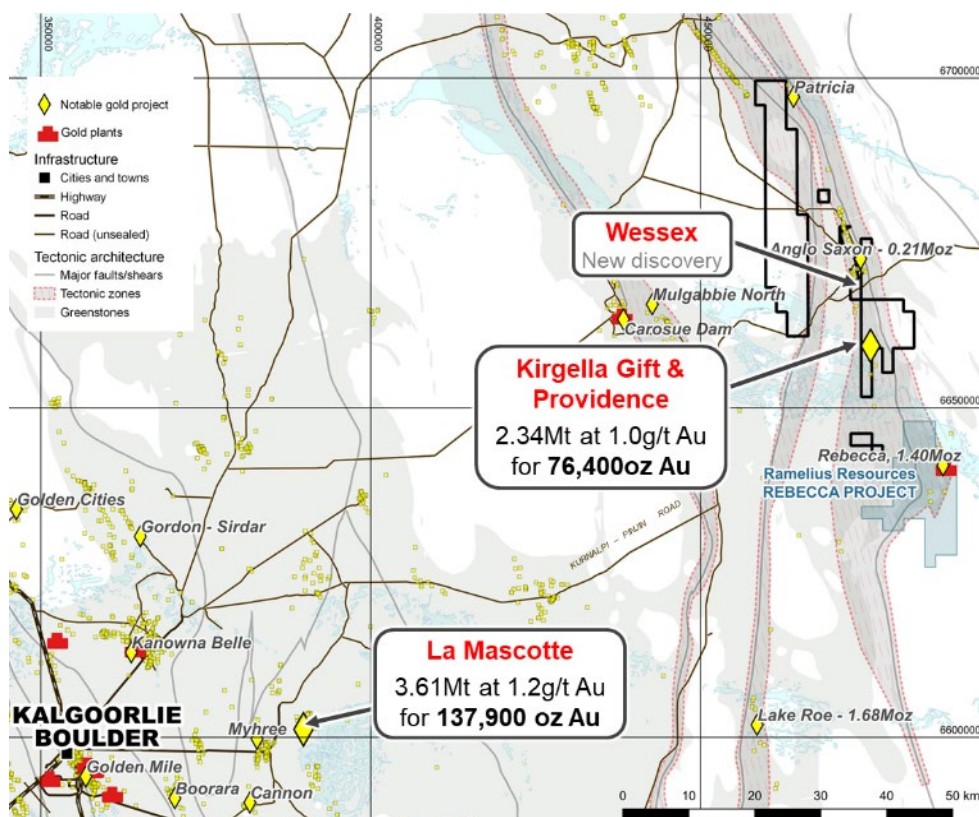 350000
400000
450000
6700000
Notable gold project
Gold plants
Infrastructure
Cities and towns
Highway
Road
Road (unsealed)
Tectonic architecture
Major faults/shears
Tectonic zones
Greenstones
Patricia
Wessex
New discovery
Anglo Saxon - 0.21Moz
Mulgabbie North
Carosue Dam
Kirgella Gift &
Providence
2.34Mt at 1.0g/t Au
for 76,400oz Au
6650000
Rebecca, 1.40Moz
Ramelius Resources
REBECCA PROJECT
Golden Cities
Gordon - Sirdar
KURNALPI - PINJIN ROAD
Kanowna Belle
La Mascotte
3.61Mt at 1.2g/t Au
for 137,900 oz Au
KALGOORLIE
BOULDER
Myhree
Lake Roe - 1.68Moz
6600000
Golden Mile
Boorara
Cannon
0 10 20 30 40 50 km